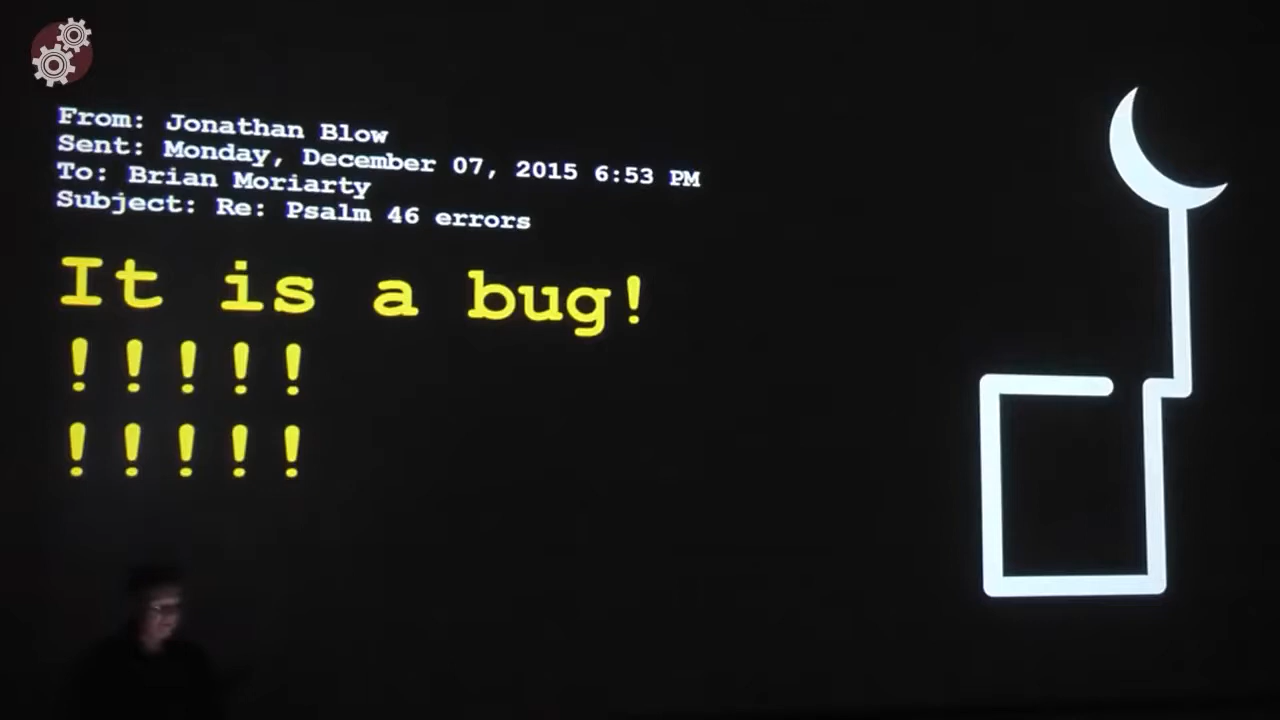 From: Jonathan Blow
Sent: Monday, December 07, 2015 6:53 PM
To: Brian Moriarty
Subject: Re: Psalm 46 errors
It is a bug!
!!!!!
!!!!!